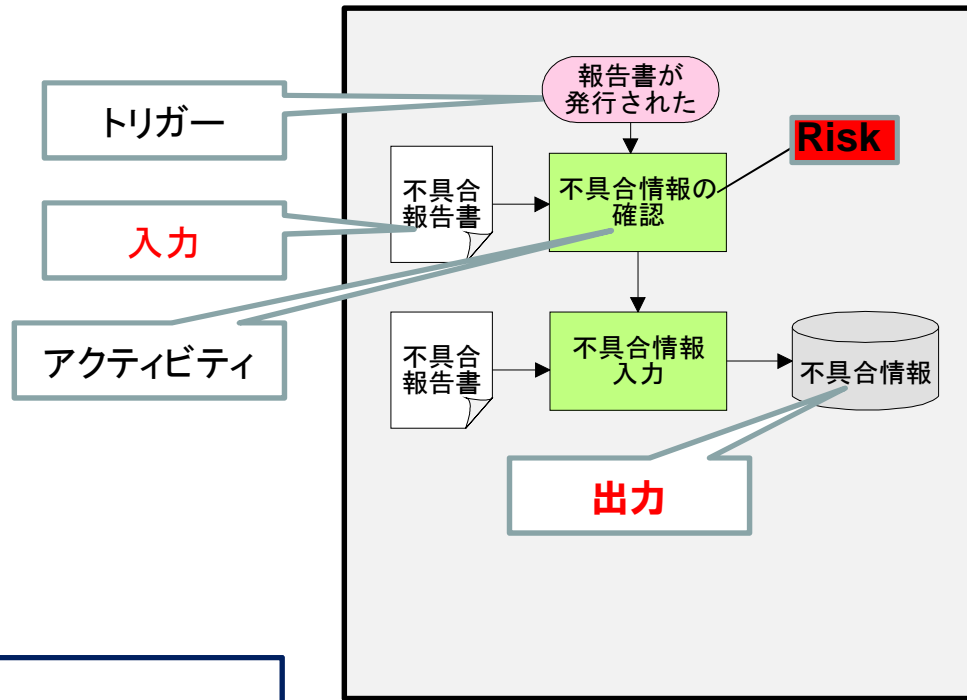 報告書が
発行された
トリガー
Risk
不具合
報告書
不具合情報の
確認
入力
アクティビティ
不具合
報告書
不具合情報
入力
不具合情報
出力